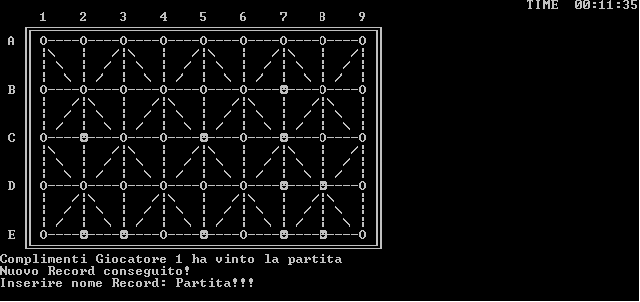 TIME 00:11:35
1 2 3 4 5 6 7 8 9
A O---O---O---O---O---O---O---O---O
B O---O---O---O---O---O---■---O---O
C O---■---O---O---■---O---■---O---O
D O---O---O---O---O---O---■---■---O
E O---■---■---O---■---O---■---■---O
Complimenti Giocatore 1 ha vinto la partita
Nuovo Record conseguito!
Inserire nome Record: Partita!!!